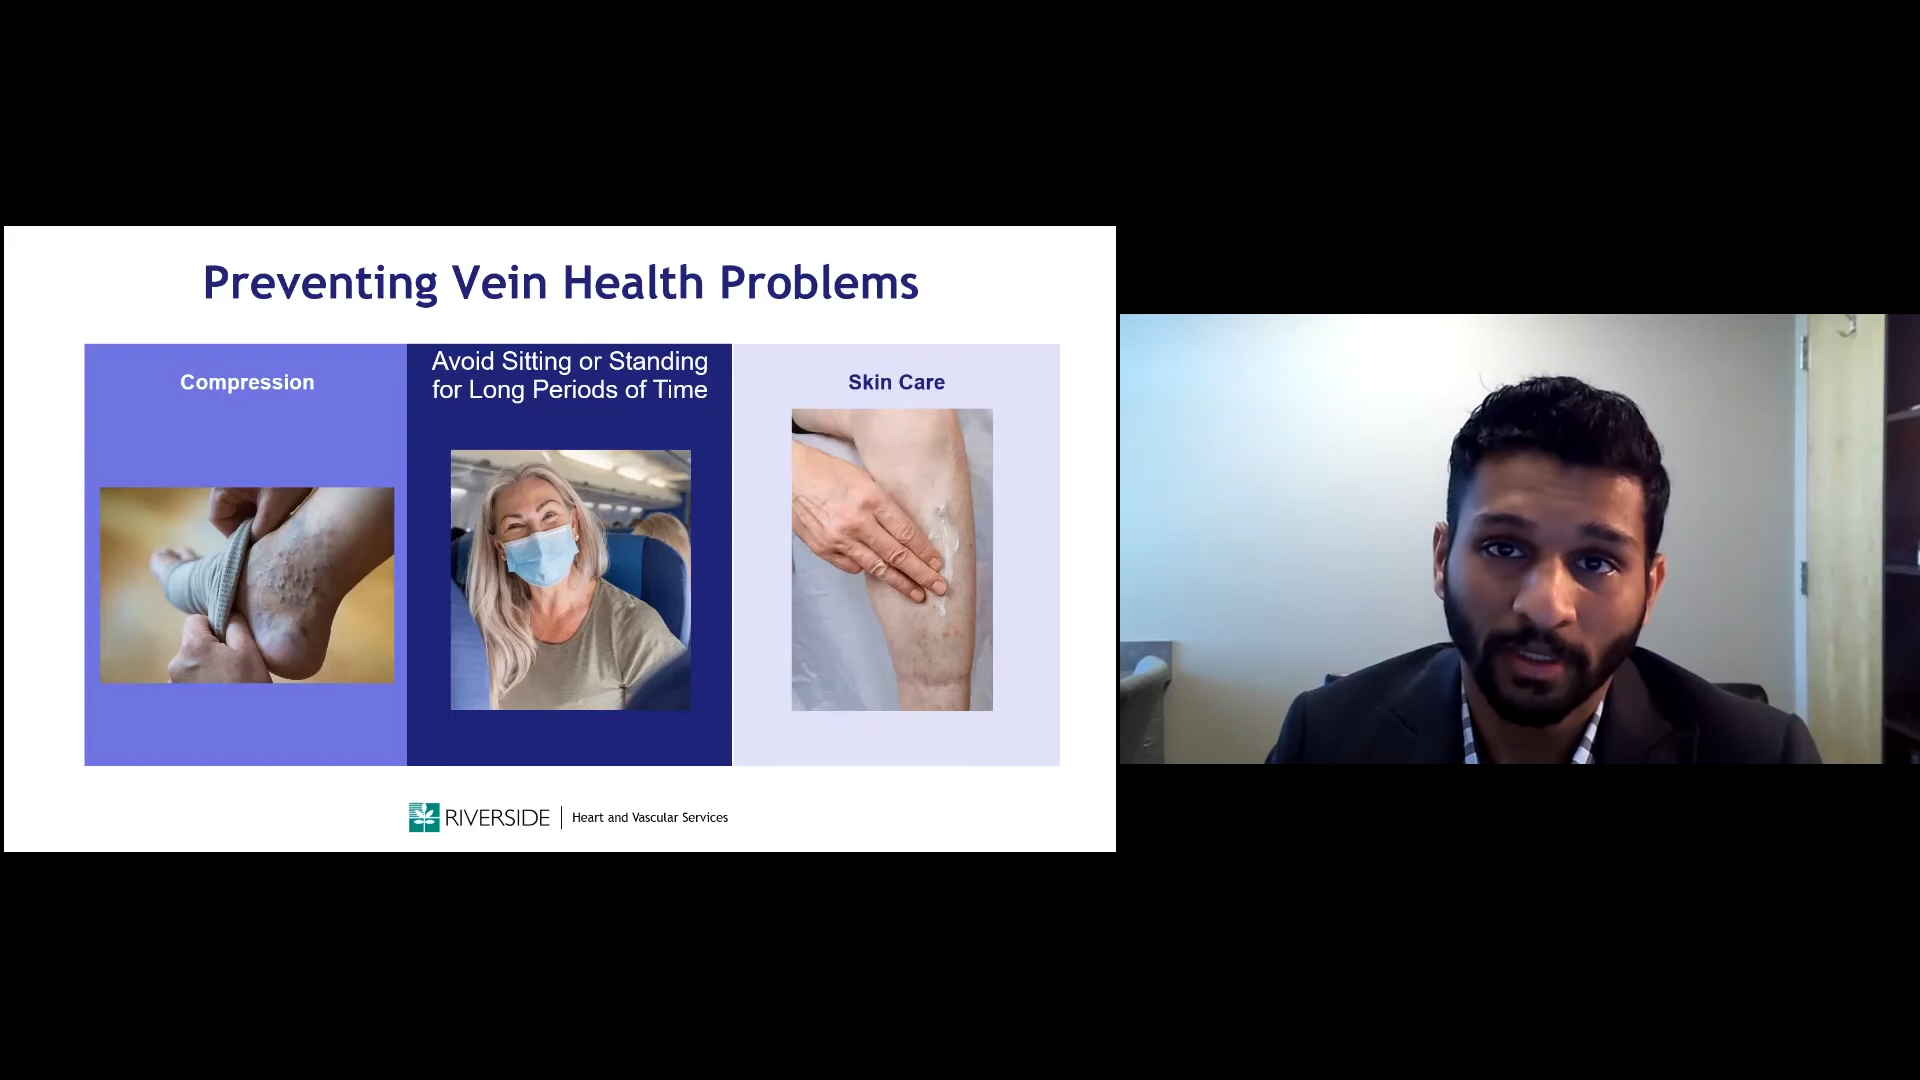 Preventing Vein Health Problems
Compression
Avoid Sitting or Standing
for Long Periods of Time
Skin Care
RIVERSIDE | Heart and Vascular Services